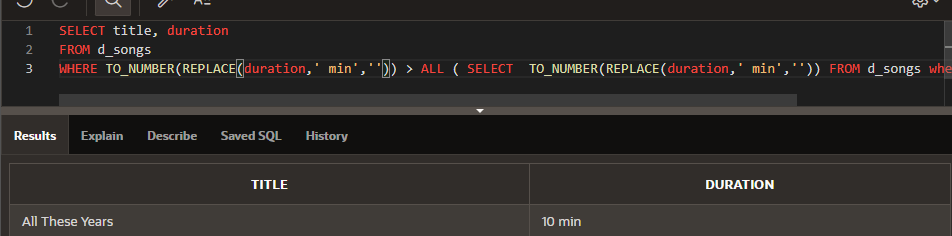 1 SELECT title, duration
2 FROM d_songs
3 WHERE TO_NUMBER(REPLACE(duration,' min','')) > ALL ( SELECT  TO_NUMBER(REPLACE(duration,' min','')) FROM d_songs whe
Results Explain Describe Saved SQL History
TITLE DURATION
All These Years 10 min